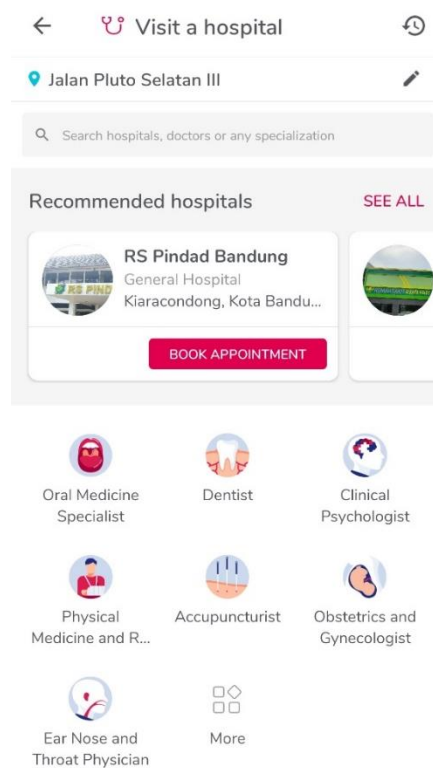 Visit a hospital
Jalan Pluto Selatan III
Search hospitals, doctors or any specialization
Recommended hospitals
SEE ALL
RS Pindad Bandung
General Hospital
Kiaracondong, Kota Bandu...
RS PIND
BOOK APPOINTMENT
Oral Medicine
Specialist
Dentist
Clinical
Psychologist
Physical
Medicine and R...
Accupuncturist
Obstetrics and
Gynecologist
Ear Nose and
Throat Physician
More